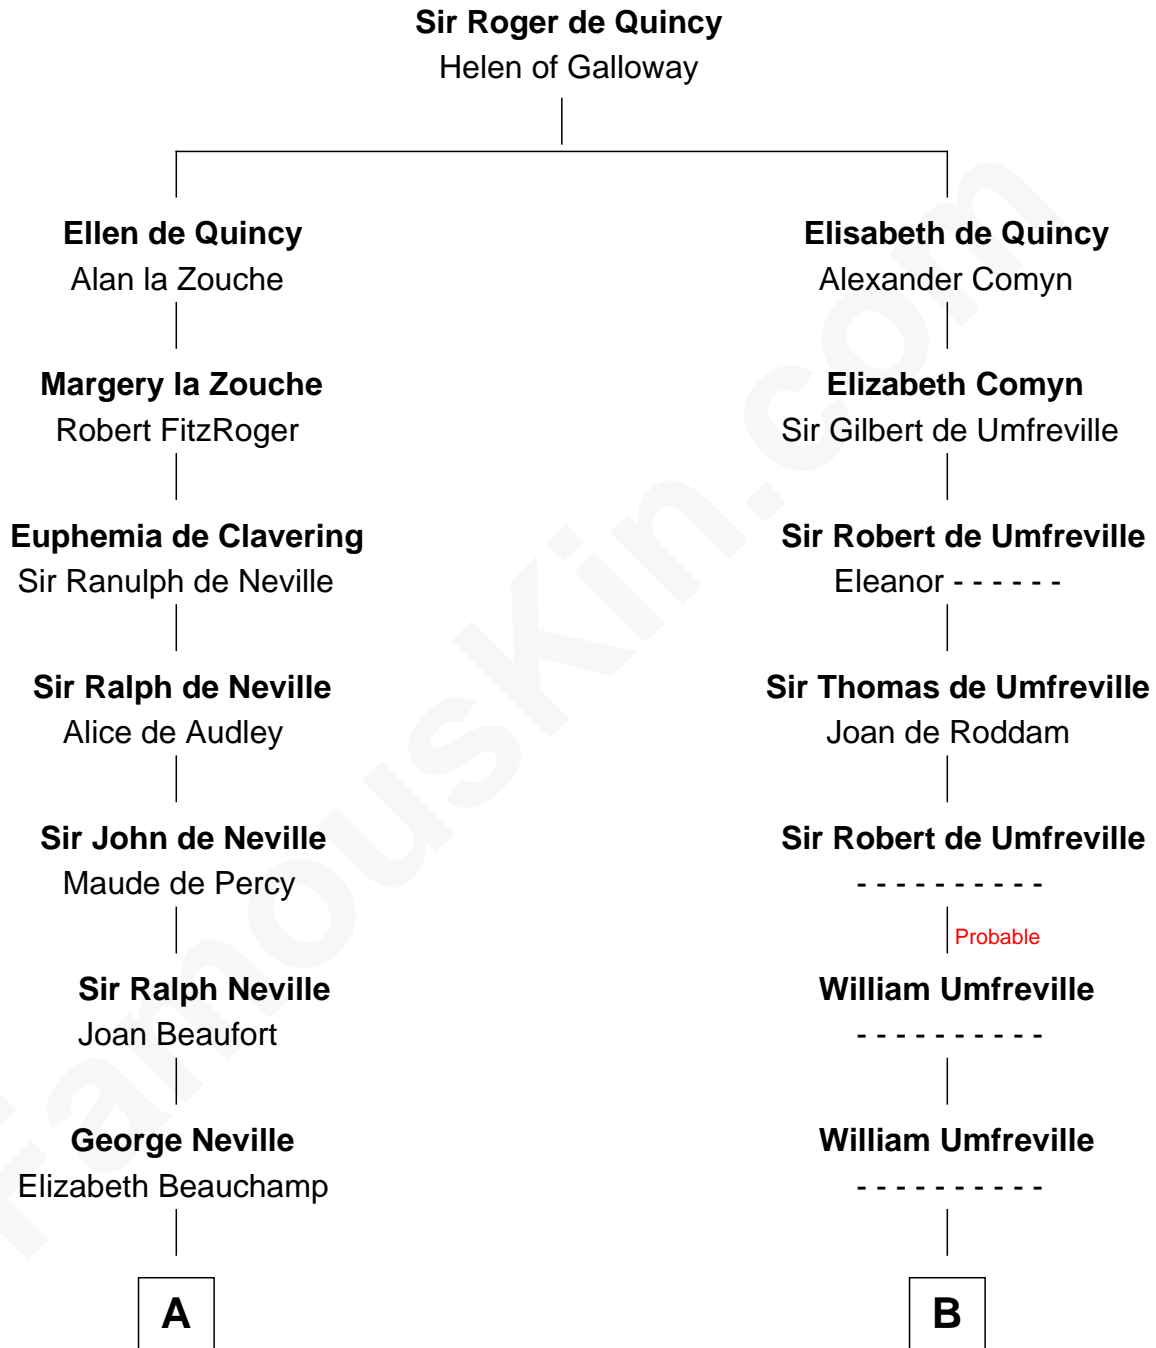 Sir Roger de Quincy
Helen of Galloway
Ellen de Quincy
Alan la Zouche
Elisabeth de Quincy
Alexander Comyn
Margery la Zouche
Robert FitzRoger
Elizabeth Comyn
Sir Gilbert de Umfreville
Euphemia de Clavering
Sir Ranulph de Neville
Sir Robert de Umfreville
Eleanor - - - - - -
Sir Ralph de Neville
Alice de Audley
Sir Thomas de Umfreville
Joan de Roddam
Sir John de Neville
Maude de Percy
Sir Robert de Umfreville
- - - - - - - - - -
Probable
Sir Ralph Neville
Joan Beaufort
William Umfreville
- - - - - - - - - -
George Neville
Elizabeth Beauchamp
William Umfreville
- - - - - - - - - -
A
B
FamousKin.com